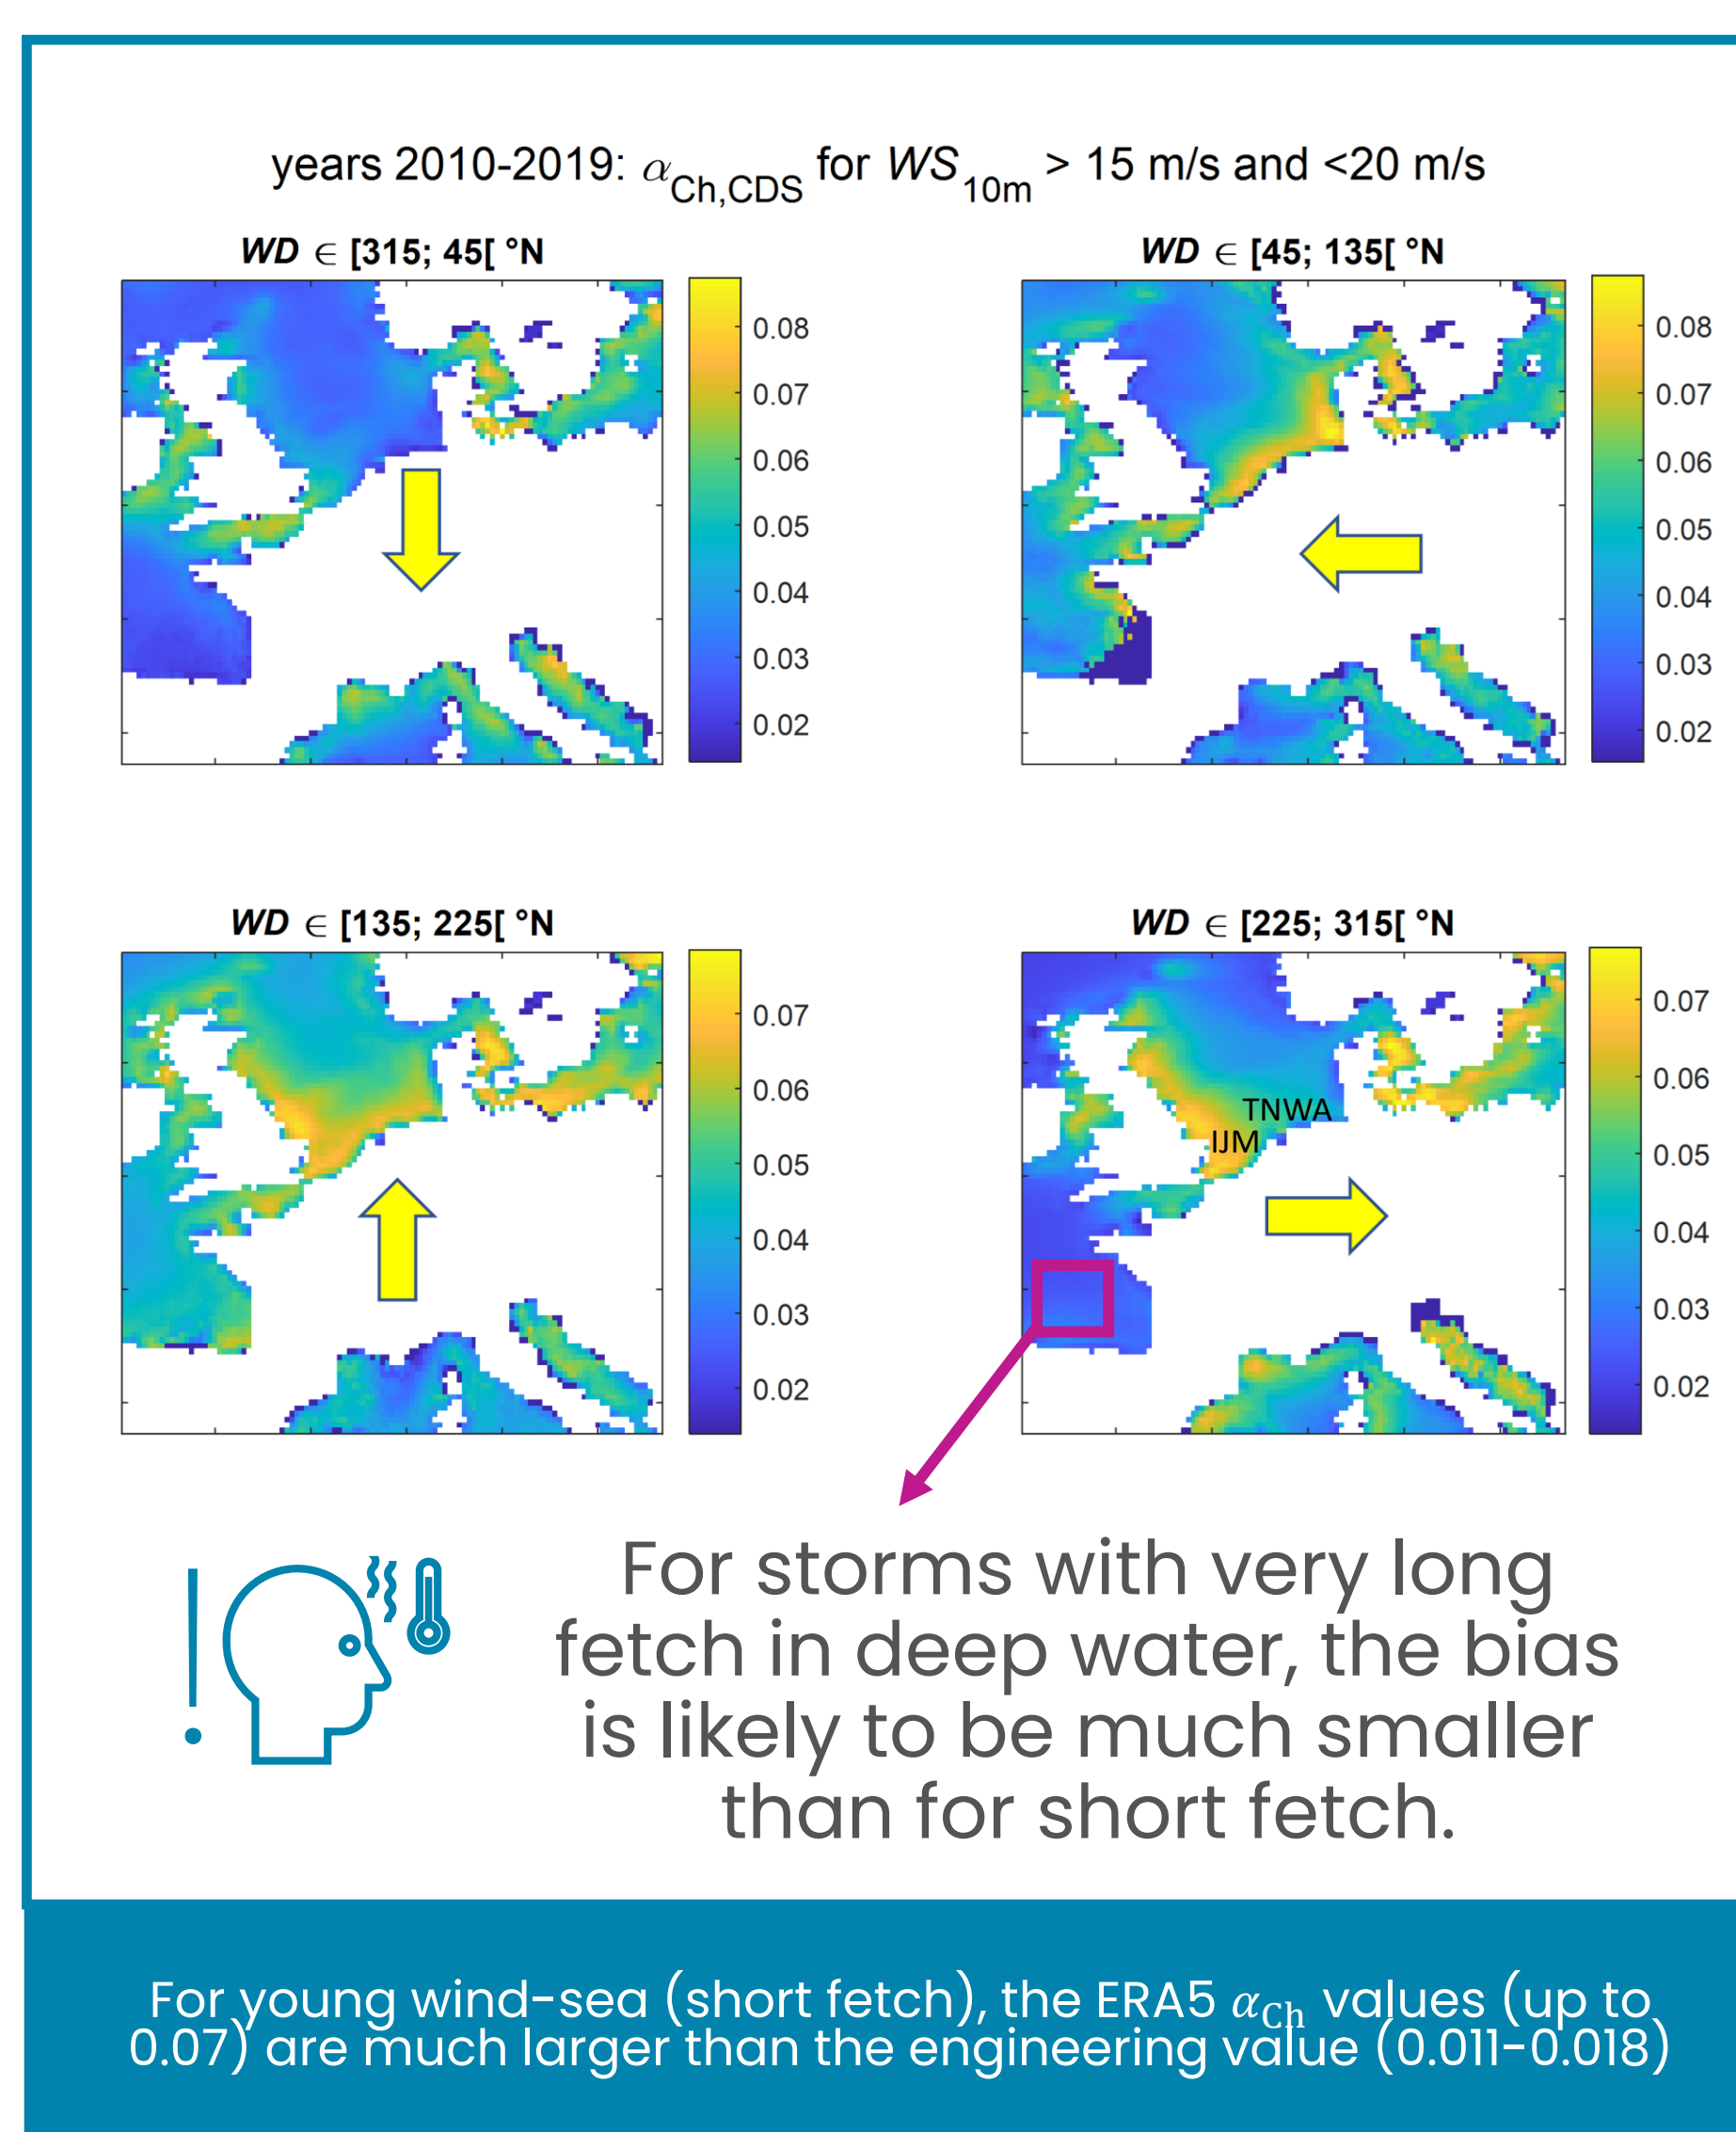 years 2010-2019: α_Ch,CDS for WS_10m > 15 m/s and <20 m/s
WD ∈ [315; 45[ °N
0.08
0.07
0.06
0.05
0.04
0.03
0.02
WD ∈ [45; 135[ °N
0.08
0.07
0.06
0.05
0.04
0.03
0.02
WD ∈ [135; 225[ °N
0.07
0.06
0.05
0.04
0.03
0.02
WD ∈ [225; 315[ °N
TNWA
IJM
0.07
0.06
0.05
0.04
0.03
0.02
For storms with very long
fetch in deep water, the bias
is likely to be much smaller
than for short fetch.
For young wind-sea (short fetch), the ERA5 α_Ch values (up to
0.07) are much larger than the engineering value (0.011-0.018)